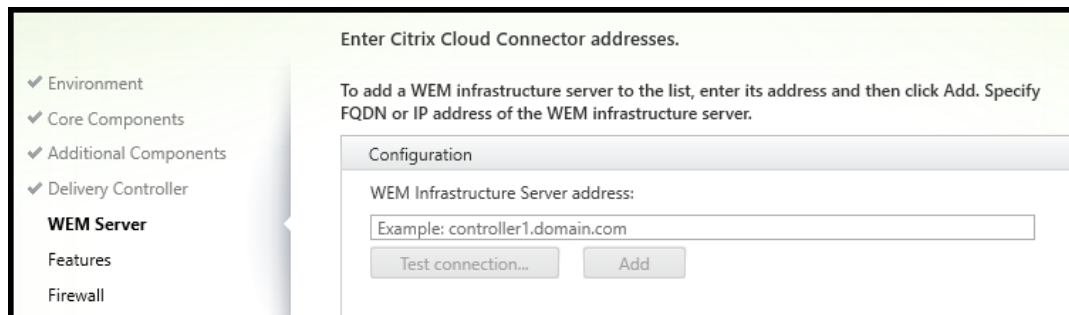 Enter Citrix Cloud Connector addresses.
Environment
Core Components
Additional Components
Delivery Controller
WEM Server
Features
Firewall
To add a WEM infrastructure server to the list, enter its address and then click Add. Specify
FQDN or IP address of the WEM infrastructure server.
Configuration
WEM Infrastructure Server address:
Example: controller1.domain.com
Test connection...
Add